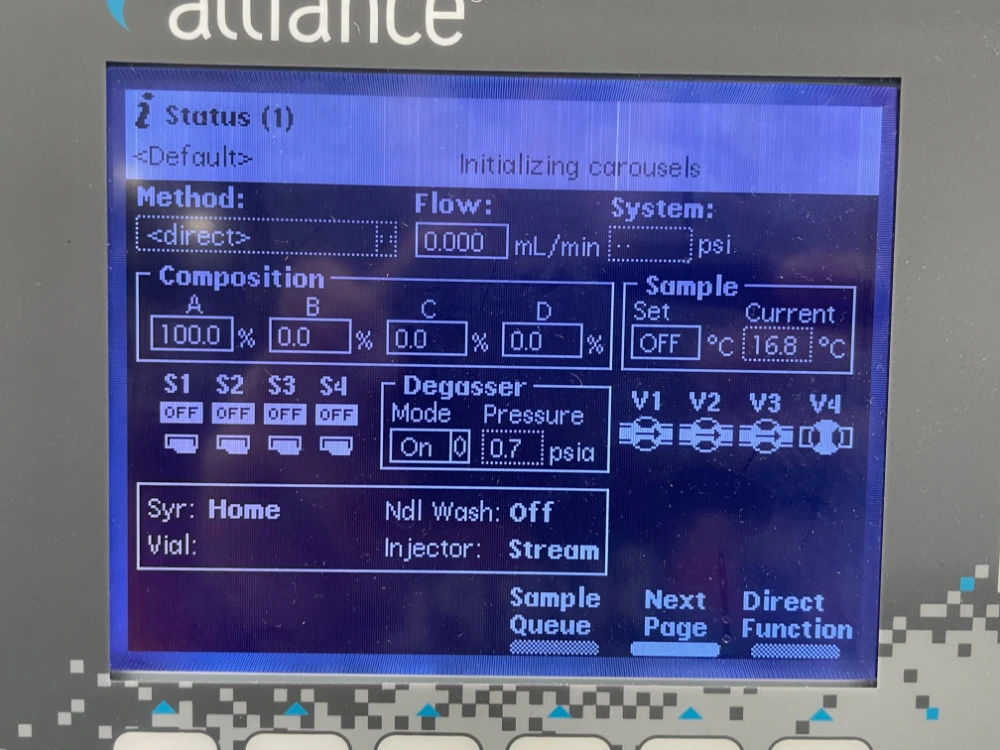 alliance
i Status (1)
<Default> Initializing carousels
Method: Flow: System:
<direct> 0.000 mL/min psi
Composition Sample
A B C D Set Current
100.0 % 0.0 % 0.0 % 0.0 % OFF °C 16.8 °C
S1 S2 S3 S4 Degasser V1 V2 V3 V4
OFF OFF OFF OFF Mode Pressure
On 0.7 psia
Syr: Home Ndl Wash: Off
Vial: Injector: Stream
Sample Next Direct
Queue Page Function